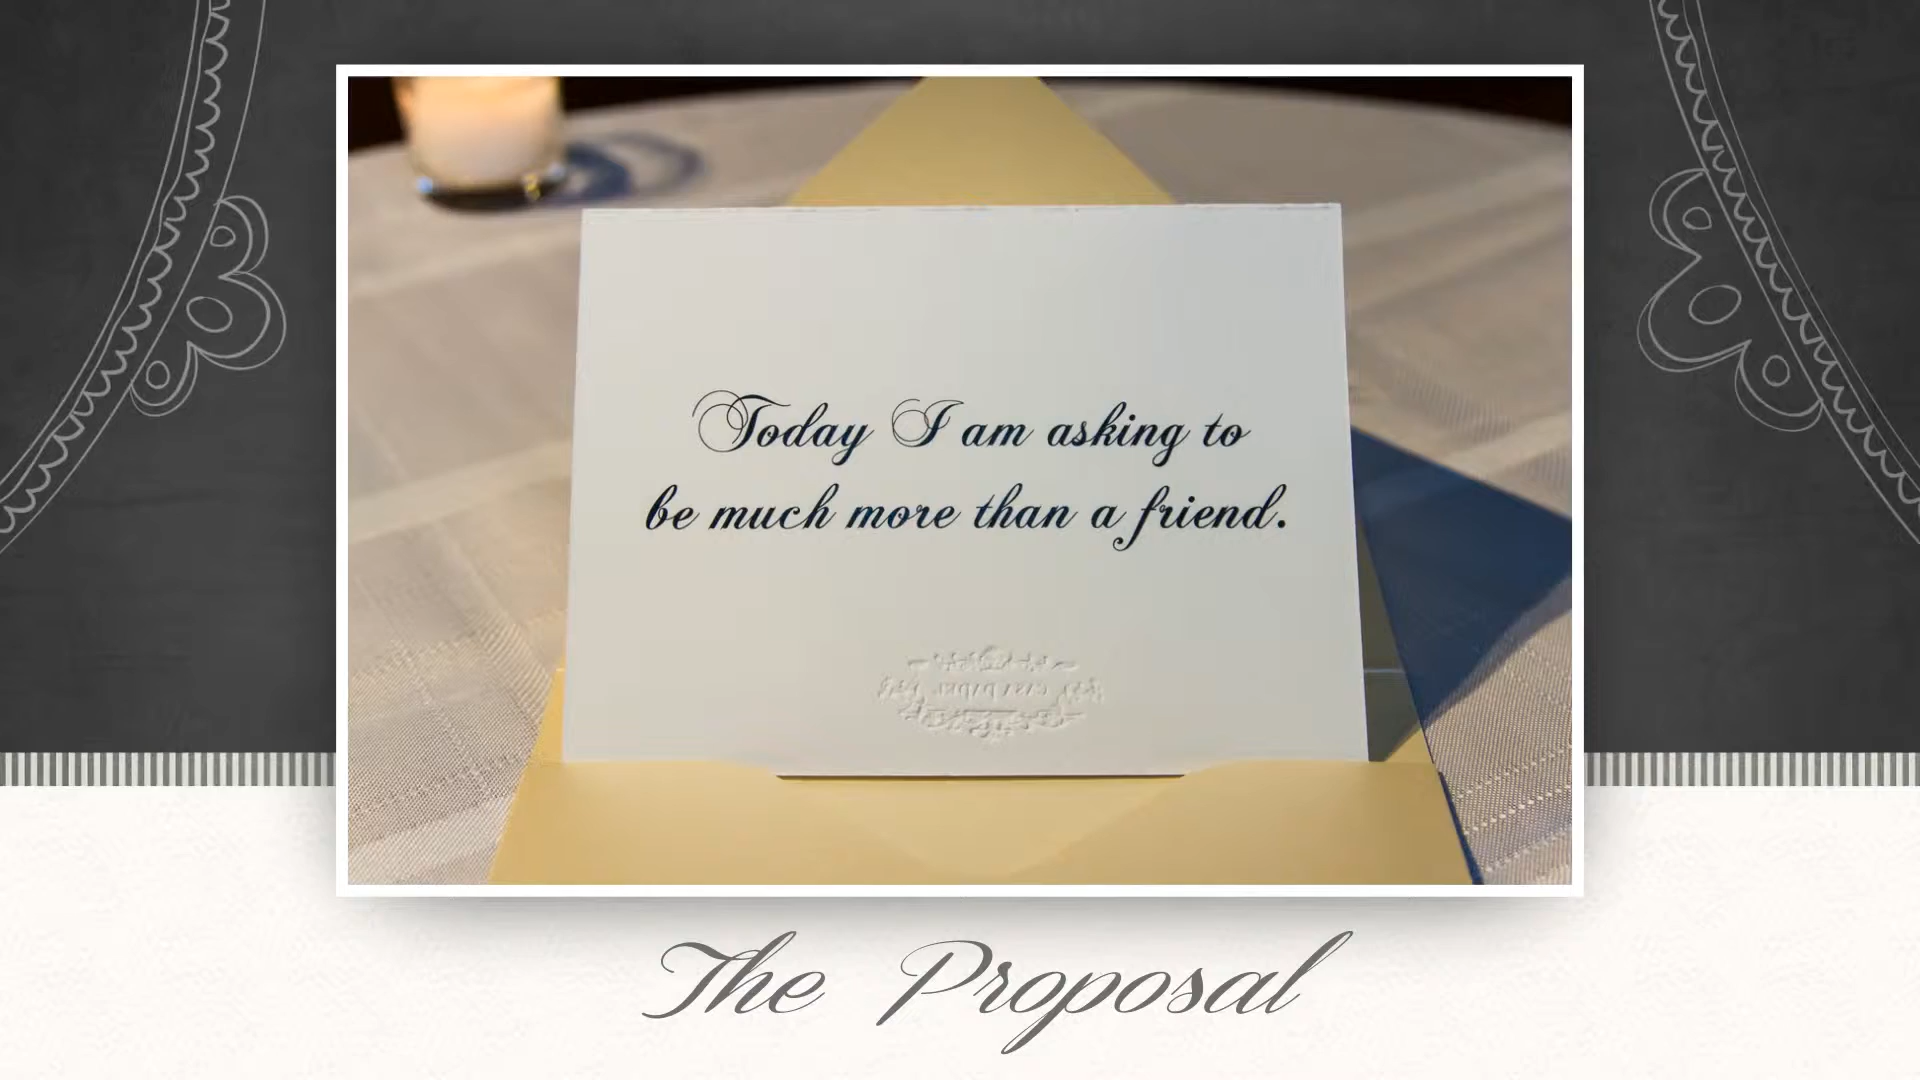 Today I am asking to
be much more than a friend.
The Proposal